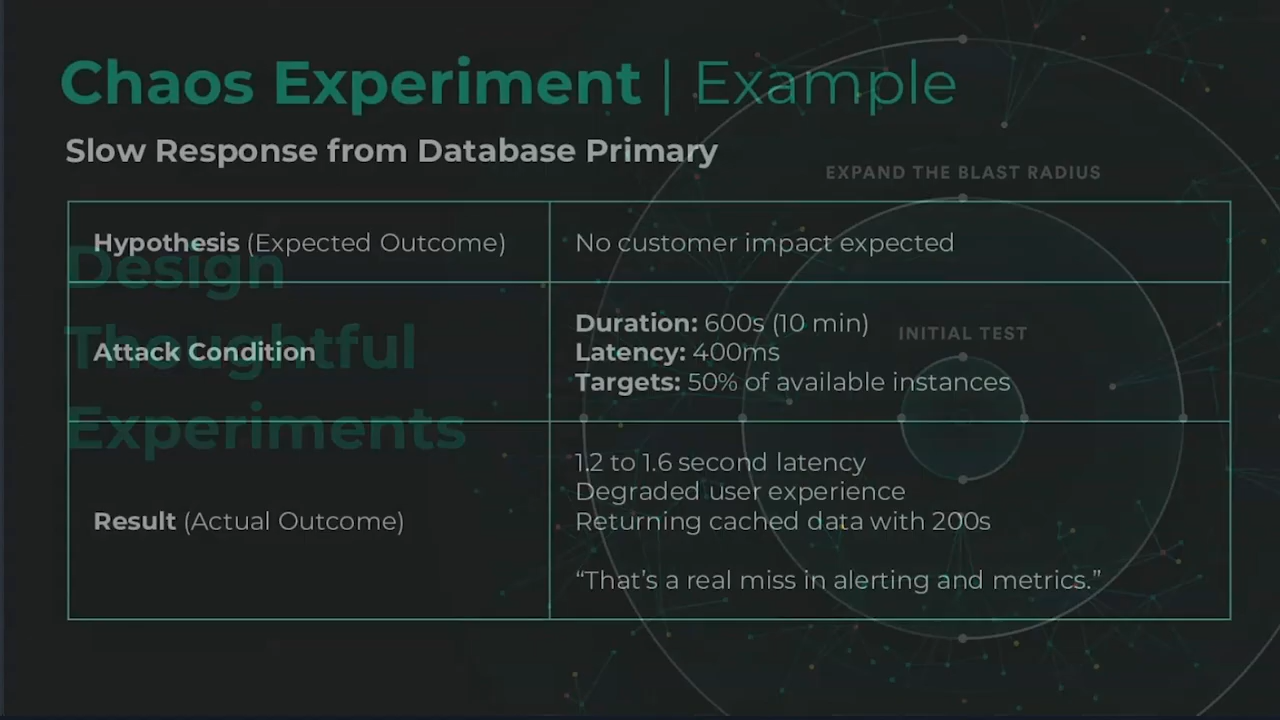 Chaos Experiment | Example
Slow Response from Database Primary
EXPAND THE BLAST RADIUS
Hypothesis (Expected Outcome)
No customer impact expected
Design
Thoughtful
Experiments
Attack Condition
Duration: 600s (10 min)
Latency: 400ms
Targets: 50% of available instances
INITIAL TEST
Result (Actual Outcome)
1.2 to 1.6 second latency
Degraded user experience
Returning cached data with 200s
“That’s a real miss in alerting and metrics.”